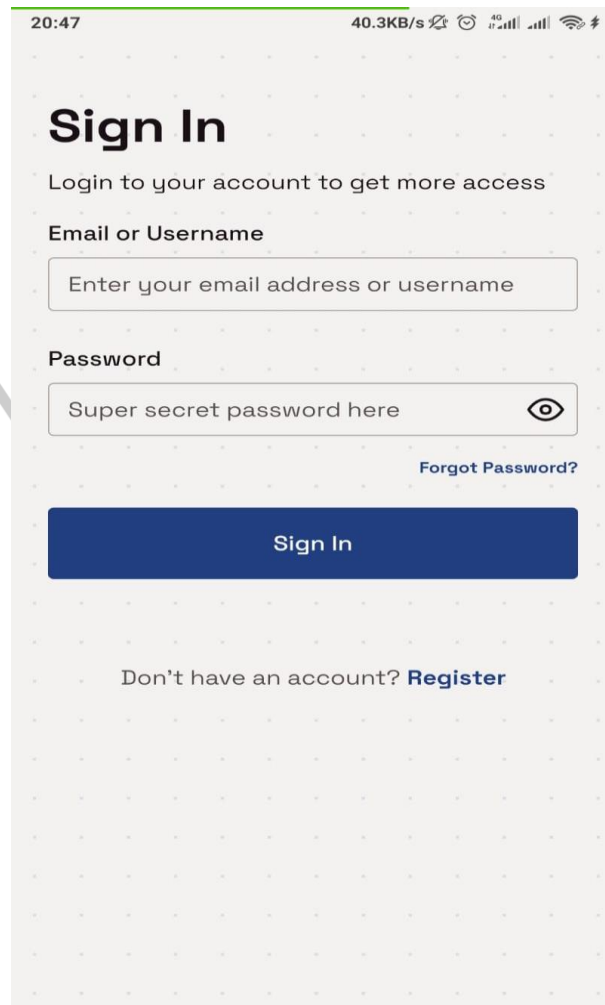 20:47 40.3KB/s 4G
Sign In
Login to your account to get more access
Email or Username
Enter your email address or username
Password
Super secret password here
Forgot Password?
Sign In
Don't have an account? Register